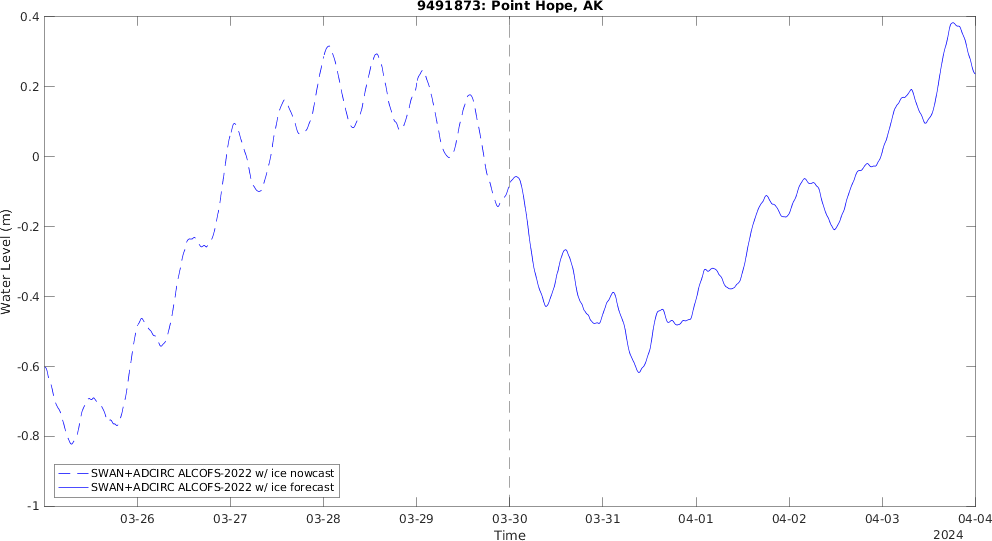 9491873: Point Hope, AK
0.4
0.2
0
-0.2
-0.4
-0.6
-0.8
-1
Water Level (m)
SWAN+ADCIRC ALCOFS-2022 w/ ice nowcast
SWAN+ADCIRC ALCOFS-2022 w/ ice forecast
03-26 03-27 03-28 03-29 03-30 03-31 04-01 04-02 04-03 04-04
Time
2024